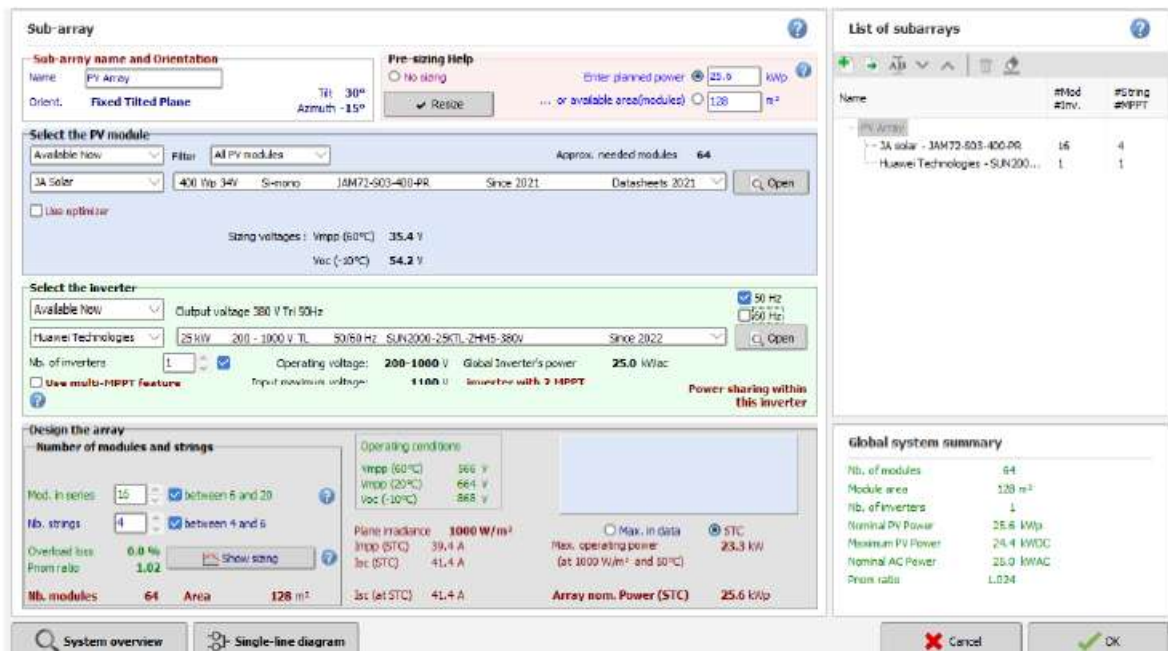 Sub-array
Sub-array name and Orientation
Name PV Array
Orient. Fixed Tilted Plane
Tilt 30°
Azimuth -15°
Pre-sizing Help
No sizing
Enter planned power 25.6 kWp
Resize
... or available area(modules) 128 m²
Select the PV module
Available Now Filter All PV modules Approx. needed modules 64
JA Solar 400 Wp 34V Si-mono JAM72-S03-400-PR Since 2021 Datasheets 2021 Open
Use optimizer
Sizing voltages : Vmpp (60°C) 35.4 V
Voc (-10°C) 54.2 V
Select the inverter
Available Now Output voltage 380 V Tri 50Hz
50 Hz
60 Hz
Huawei Technologies 25 kW 200 - 1000 V TL 50/60 Hz SUN2000-25KTL-ZHM5-380V Since 2022 Open
Nb. of inverters 1 Operating voltage: 200-1000 V Global Inverter's power 25.0 kWac
Use multi-MPPT feature Input maximum voltage: 1100 V inverter with 2 MPPT
Power sharing within
this inverter
Design the array
Number of modules and strings
Mod. in series 16 between 6 and 20
Nb. strings 4 between 4 and 6
Overload loss 0.0 %
Pnom ratio 1.02
Show sizing
Nb. modules 64 Area 128 m²
Operating conditions
Vmpp (60°C) 566 V
Vmpp (20°C) 664 V
Voc (-10°C) 868 V
Plane irradiance 1000 W/m²
Impp (STC) 39.4 A
Isc (STC) 41.4 A
Isc (at STC) 41.4 A
Max. in data STC
Max. operating power 23.3 kW
(at 1000 W/m² and 50°C)
Array nom. Power (STC) 25.6 kWp
System overview
Single-line diagram
List of subarrays
Name #Mod #String
#Inv. #MPPT
PV Array
JA solar - JAM72-S03-400-PR 16 4
Huawei Technologies - SUN200... 1 1
Global system summary
Nb. of modules 64
Module area 128 m²
Nb. of inverters 1
Nominal PV Power 25.6 kWp
Maximum PV Power 24.4 kWDC
Nominal AC Power 25.0 kWAC
Pnom ratio 1.024
Cancel
OK